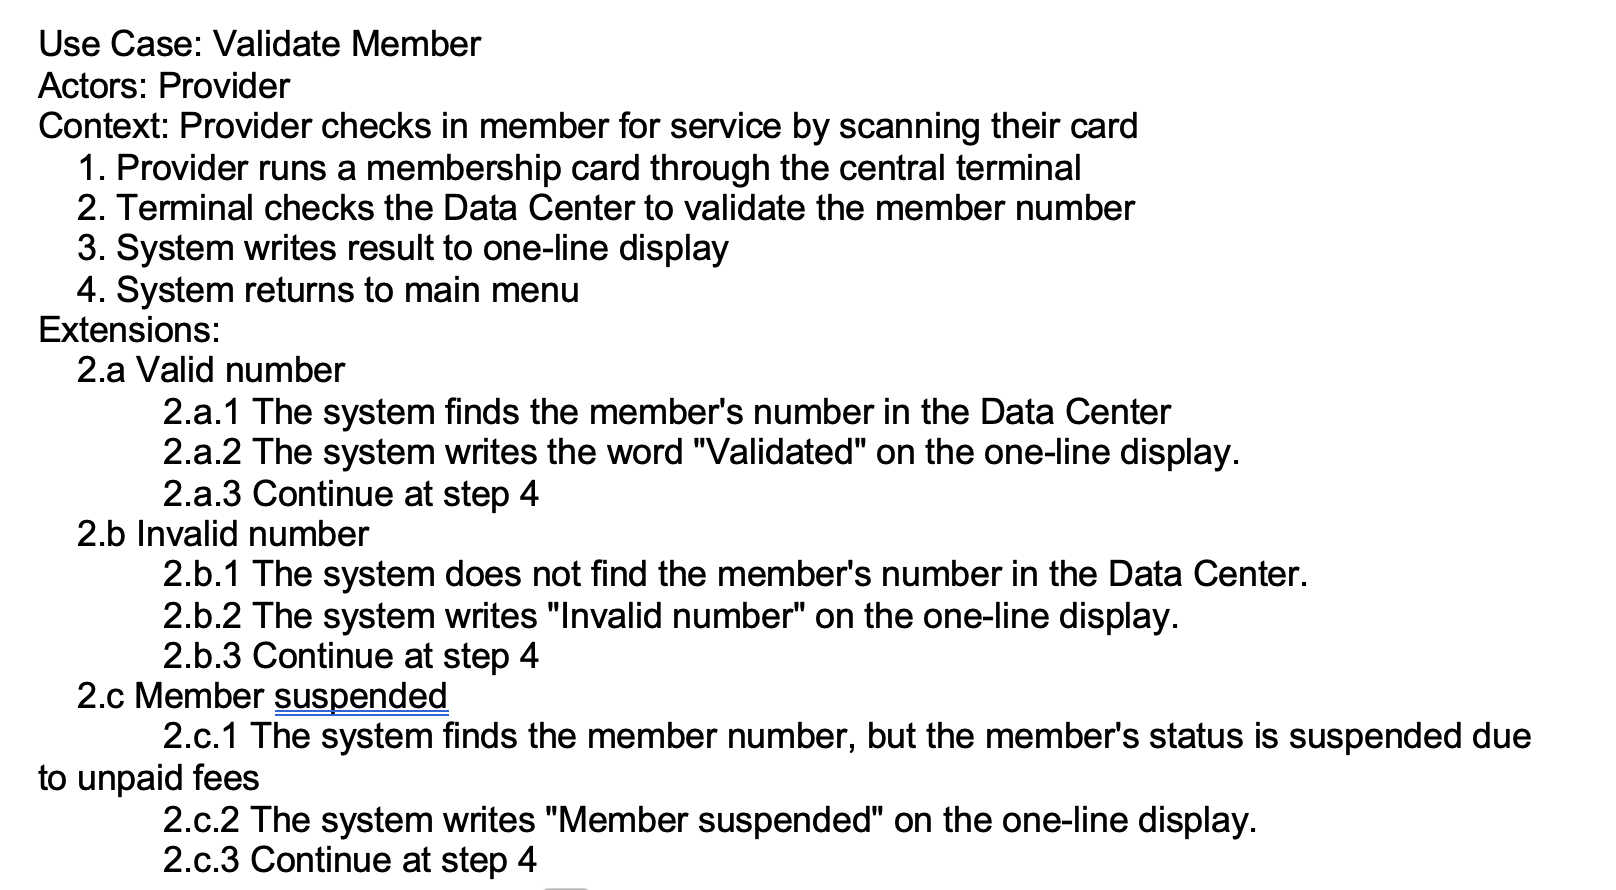 Use Case: Validate Member
Actors: Provider
Context: Provider checks in member for service by scanning their card
1. Provider runs a membership card through the central terminal
2. Terminal checks the Data Center to validate the member number
3. System writes result to one-line display
4. System returns to main menu
Extensions:
2.a Valid number
2.a.1 The system finds the member's number in the Data Center
2.a.2 The system writes the word "Validated" on the one-line display.
2.a.3 Continue at step 4
2.b Invalid number
2.b.1 The system does not find the member's number in the Data Center.
2.b.2 The system writes "Invalid number" on the one-line display.
2.b.3 Continue at step 4
2.c Member suspended
2.c.1 The system finds the member number, but the member's status is suspended due
to unpaid fees
2.c.2 The system writes "Member suspended" on the one-line display.
2.c.3 Continue at step 4